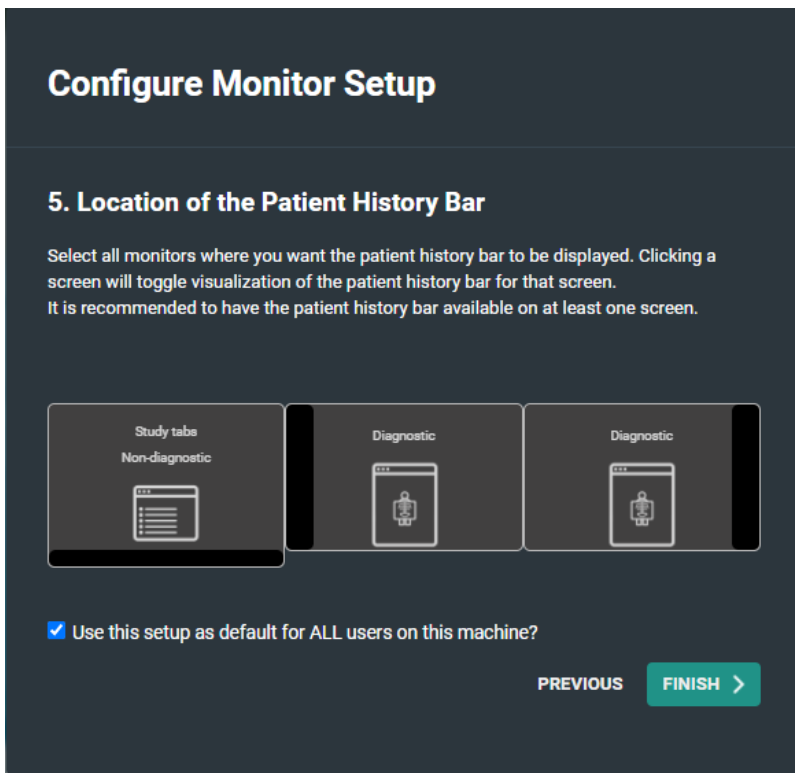 Configure Monitor Setup
5. Location of the Patient History Bar
Select all monitors where you want the patient history bar to be displayed. Clicking a
screen will toggle visualization of the patient history bar for that screen.
It is recommended to have the patient history bar available on at least one screen.
Study tabs
Non-diagnostic
Diagnostic
Diagnostic
Use this setup as default for ALL users on this machine?
PREVIOUS
FINISH